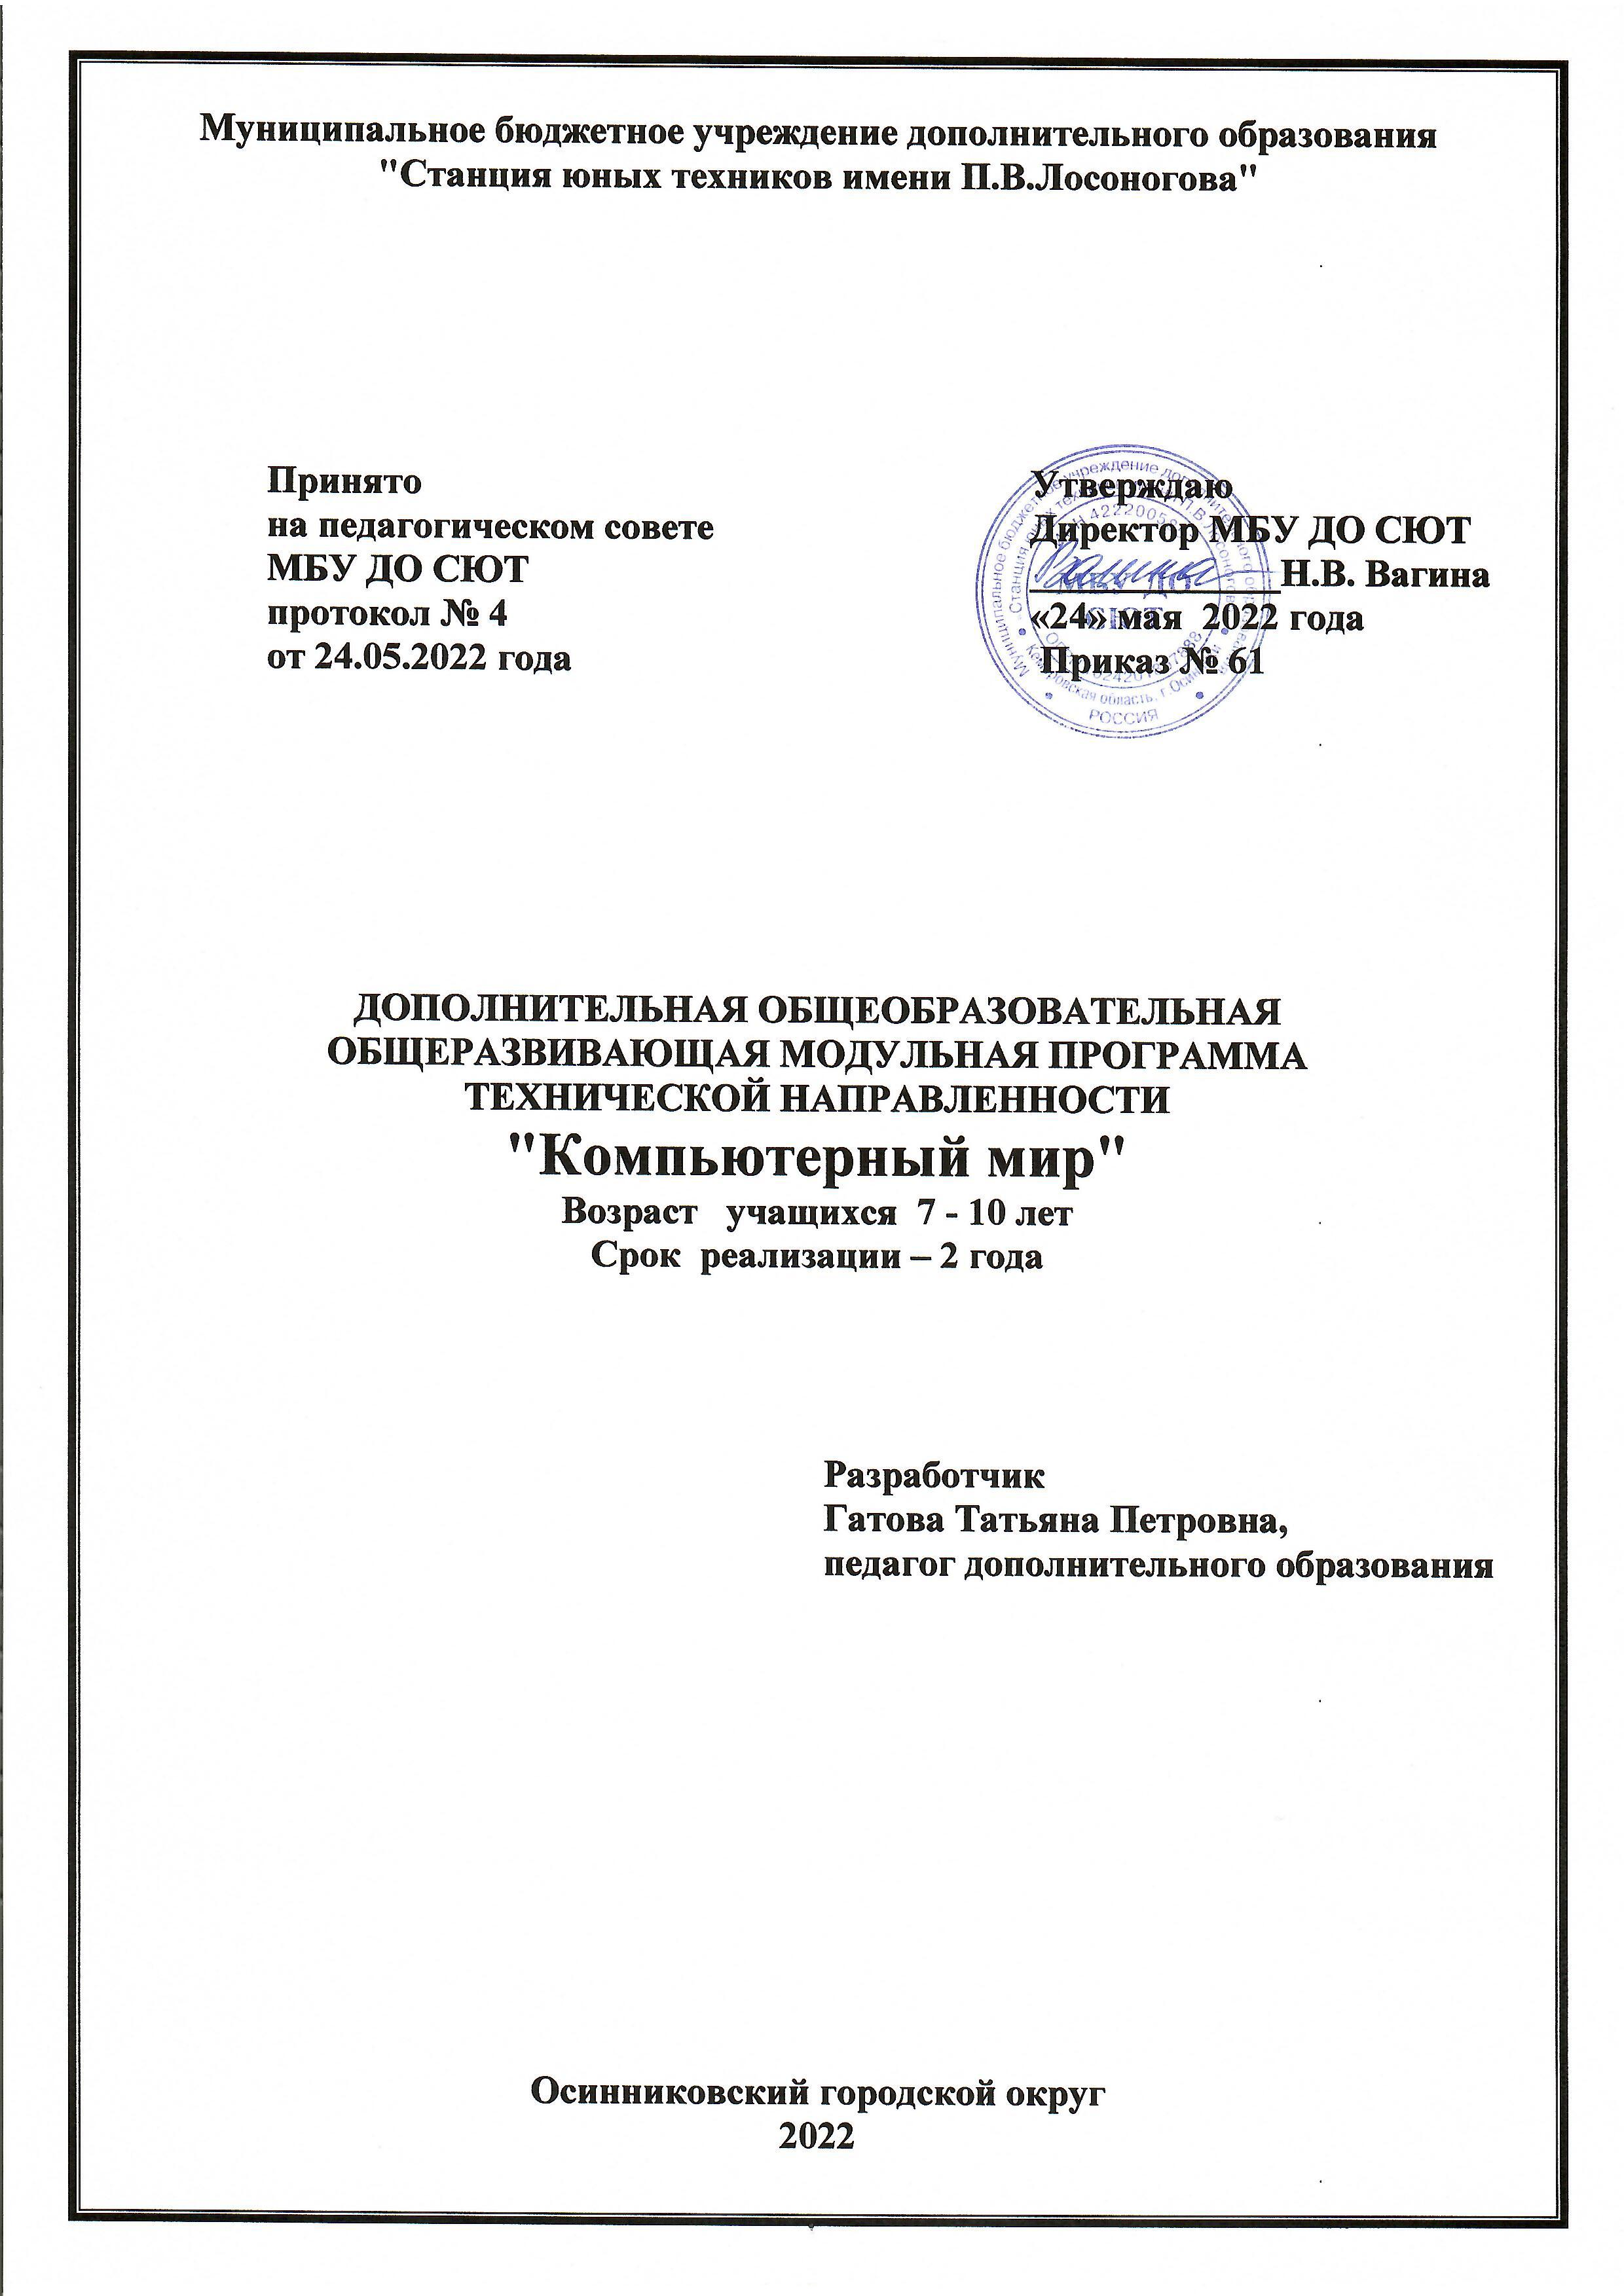 Муниципальное бюджетное учреждение дополнительного образования
"Станция юных техников имени П.В.Лосоногова"
Принято
на педагогическом совете
МБУ ДО СЮТ
протокол № 4
от 24.05.2022 года
Утверждаю
Директор МБУ ДО СЮТ
Н.В. Вагина
«24» мая 2022 года
Приказ № 61
РОССИЯ
ДОПОЛНИТЕЛЬНАЯ ОБЩЕОБРАЗОВАТЕЛЬНАЯ
ОБЩЕРАЗВИВАЮЩАЯ МОДУЛЬНАЯ ПРОГРАММА
ТЕХНИЧЕСКОЙ НАПРАВЛЕННОСТИ
"Компьютерный мир"
Возраст учащихся 7 - 10 лет
Срок реализации – 2 года
Разработчик
Гатова Татьяна Петровна,
педагог дополнительного образования
Осинниковский городской округ
2022